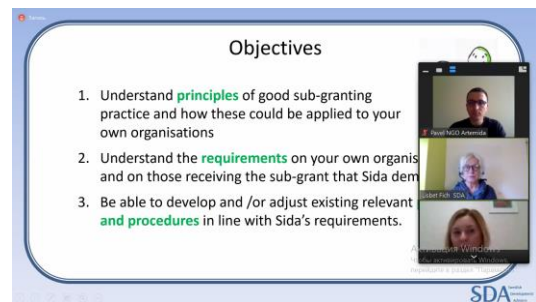 Objectives
1. Understand principles of good sub-granting
practice and how these could be applied to your
own organisations
2. Understand the requirements on your own organis
and on those receiving the sub-grant that Sida dem
3. Be able to develop and /or adjust existing relevant
and procedures in line with Sida's requirements.
Pavel NGO Artemida
Lisbet Fich SDA
Активация Windows
Чтобы активировать Windows,
перейдите в раздел "Параметры"
SDA Swedish
Development
Advisers